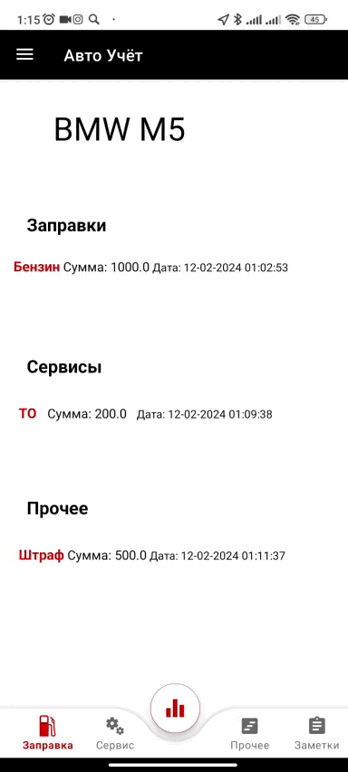 1:15
45
Авто Учёт
BMW M5
Заправки
Бензин Сумма: 1000.0 Дата: 12-02-2024 01:02:53
Сервисы
ТО Сумма: 200.0 Дата: 12-02-2024 01:09:38
Прочее
Штраф Сумма: 500.0 Дата: 12-02-2024 01:11:37
Заправка Сервис Прочее Заметки